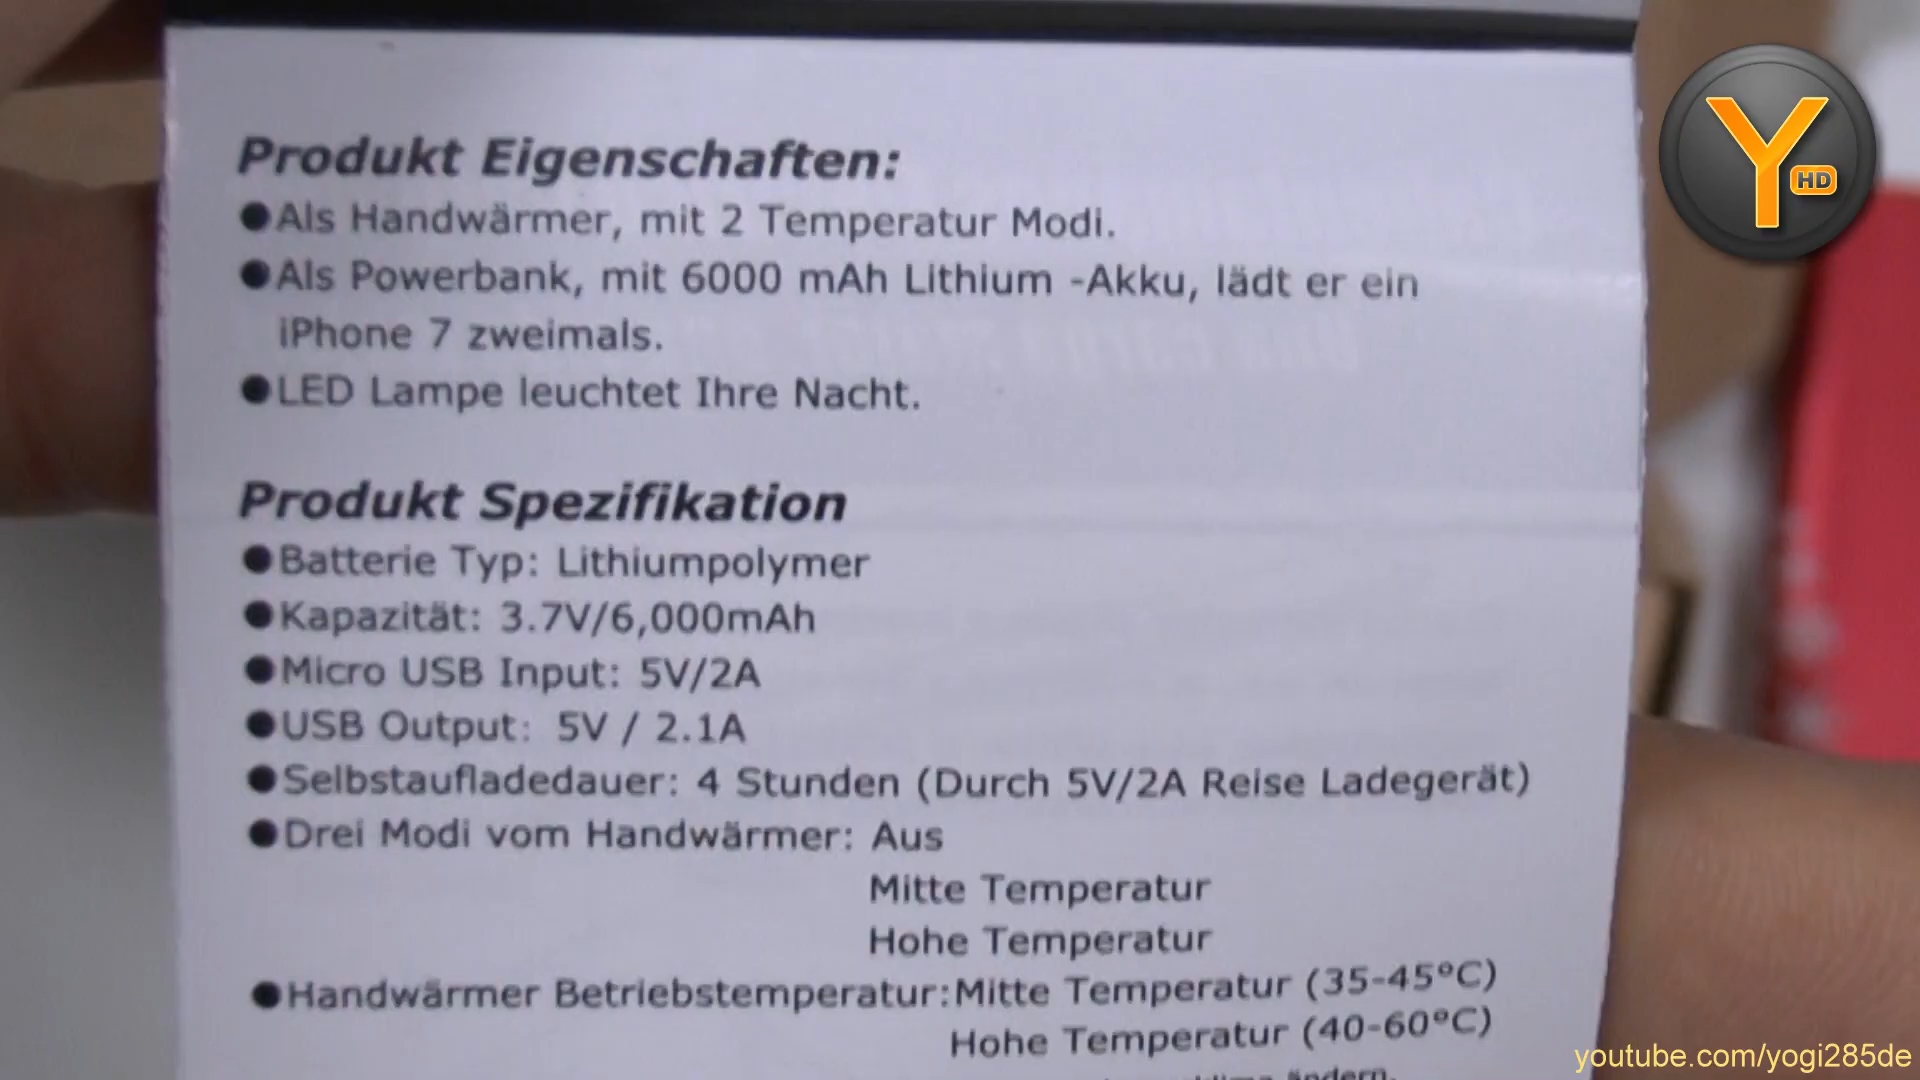 Produkt Eigenschaften:
●Als Handwärmer, mit 2 Temperatur Modi.
●Als Powerbank, mit 6000 mAh Lithium -Akku, lädt er ein
iPhone 7 zweimals.
●LED Lampe leuchtet Ihre Nacht.
Produkt Spezifikation
●Batterie Typ: Lithiumpolymer
●Kapazität: 3.7V/6,000mAh
●Micro USB Input: 5V/2A
●USB Output: 5V / 2.1A
●Selbstaufladedauer: 4 Stunden (Durch 5V/2A Reise Ladegerät)
●Drei Modi vom Handwärmer: Aus
Mitte Temperatur
Hohe Temperatur
●Handwärmer Betriebstemperatur:Mitte Temperatur (35-45°C)
Hohe Temperatur (40-60°C)
ändern.
Y HD
youtube.com/yogi285de